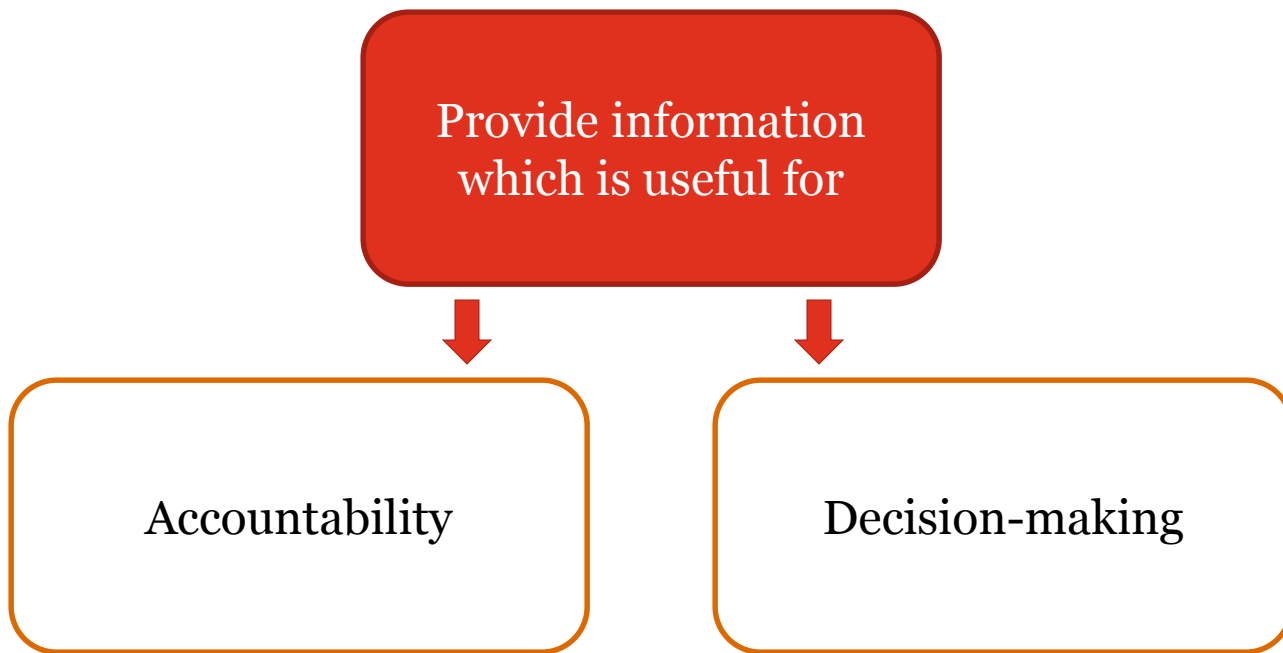 Provide information
which is useful for
Accountability
Decision-making